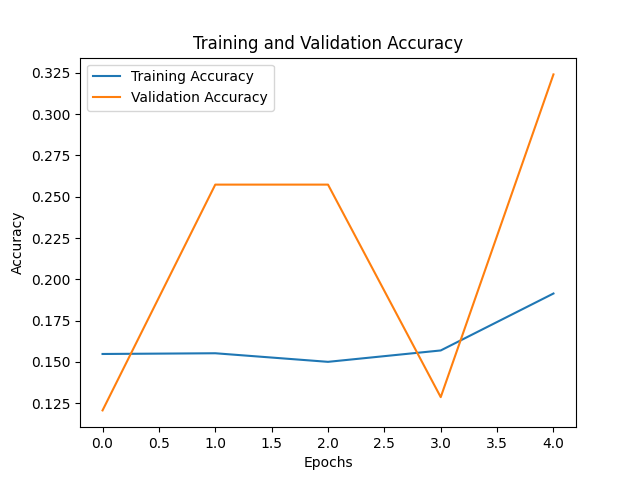 Training and Validation Accuracy
Training Accuracy
Validation Accuracy
0.325
0.300
0.275
0.250
0.225
0.200
0.175
0.150
0.125
Accuracy
0.0 0.5 1.0 1.5 2.0 2.5 3.0 3.5 4.0
Epochs